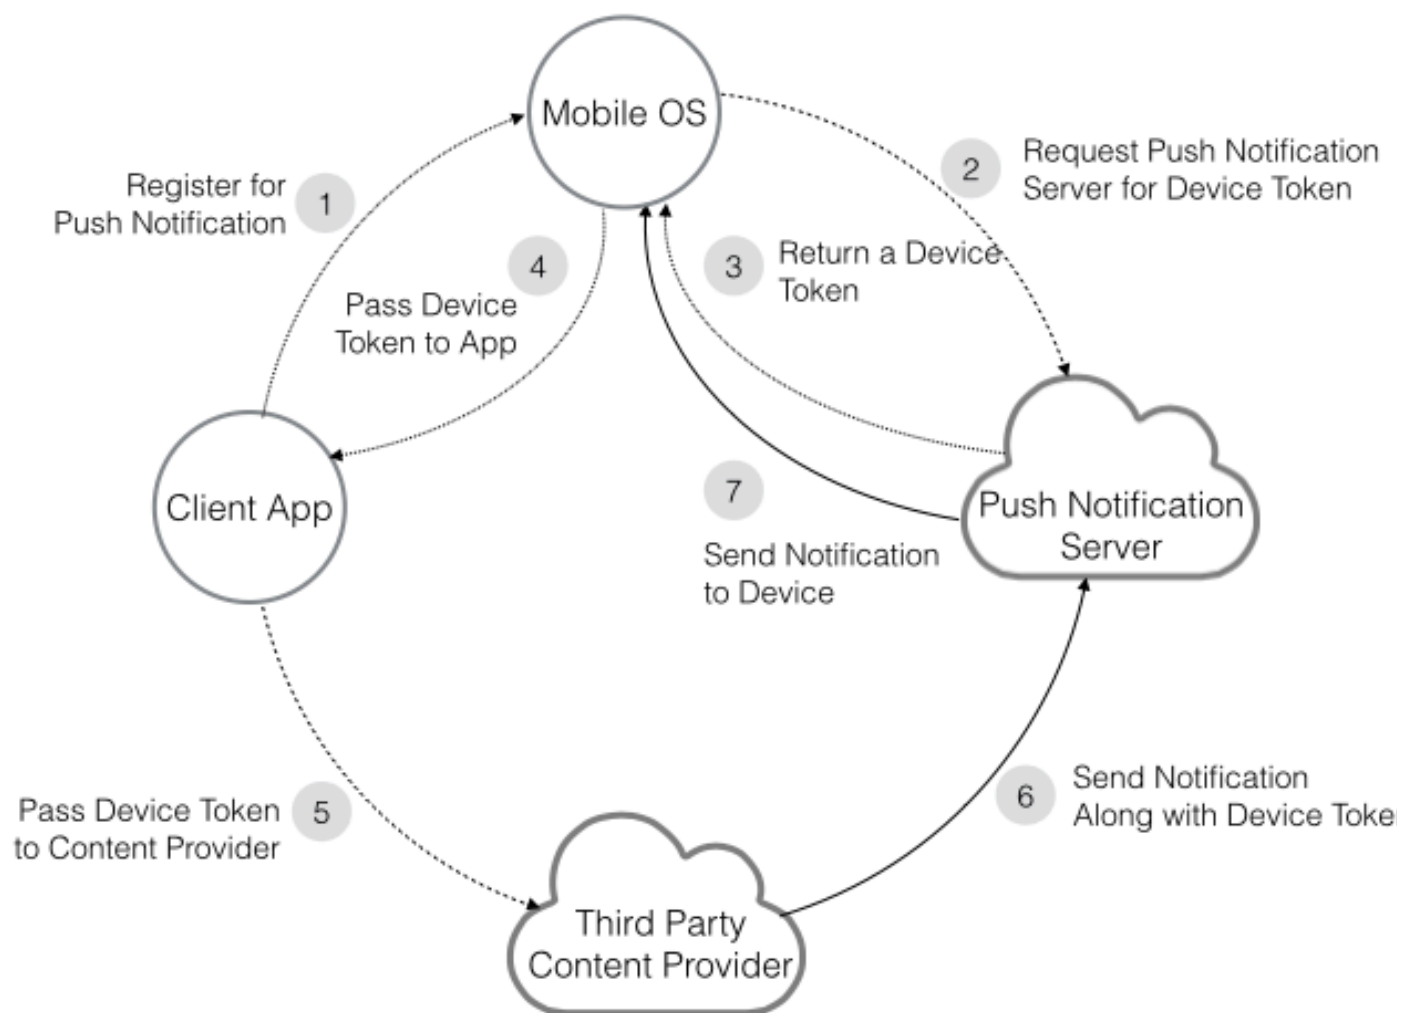 Mobile OS
1
Register for
Push Notification
2
Request Push Notification
Server for Device Token
3
Return a Device
Token
4
Pass Device
Token to App
Client App
Push Notification
Server
7
Send Notification
to Device
5
Pass Device Token
to Content Provider
6
Send Notification
Along with Device Toke
Third Party
Content Provider